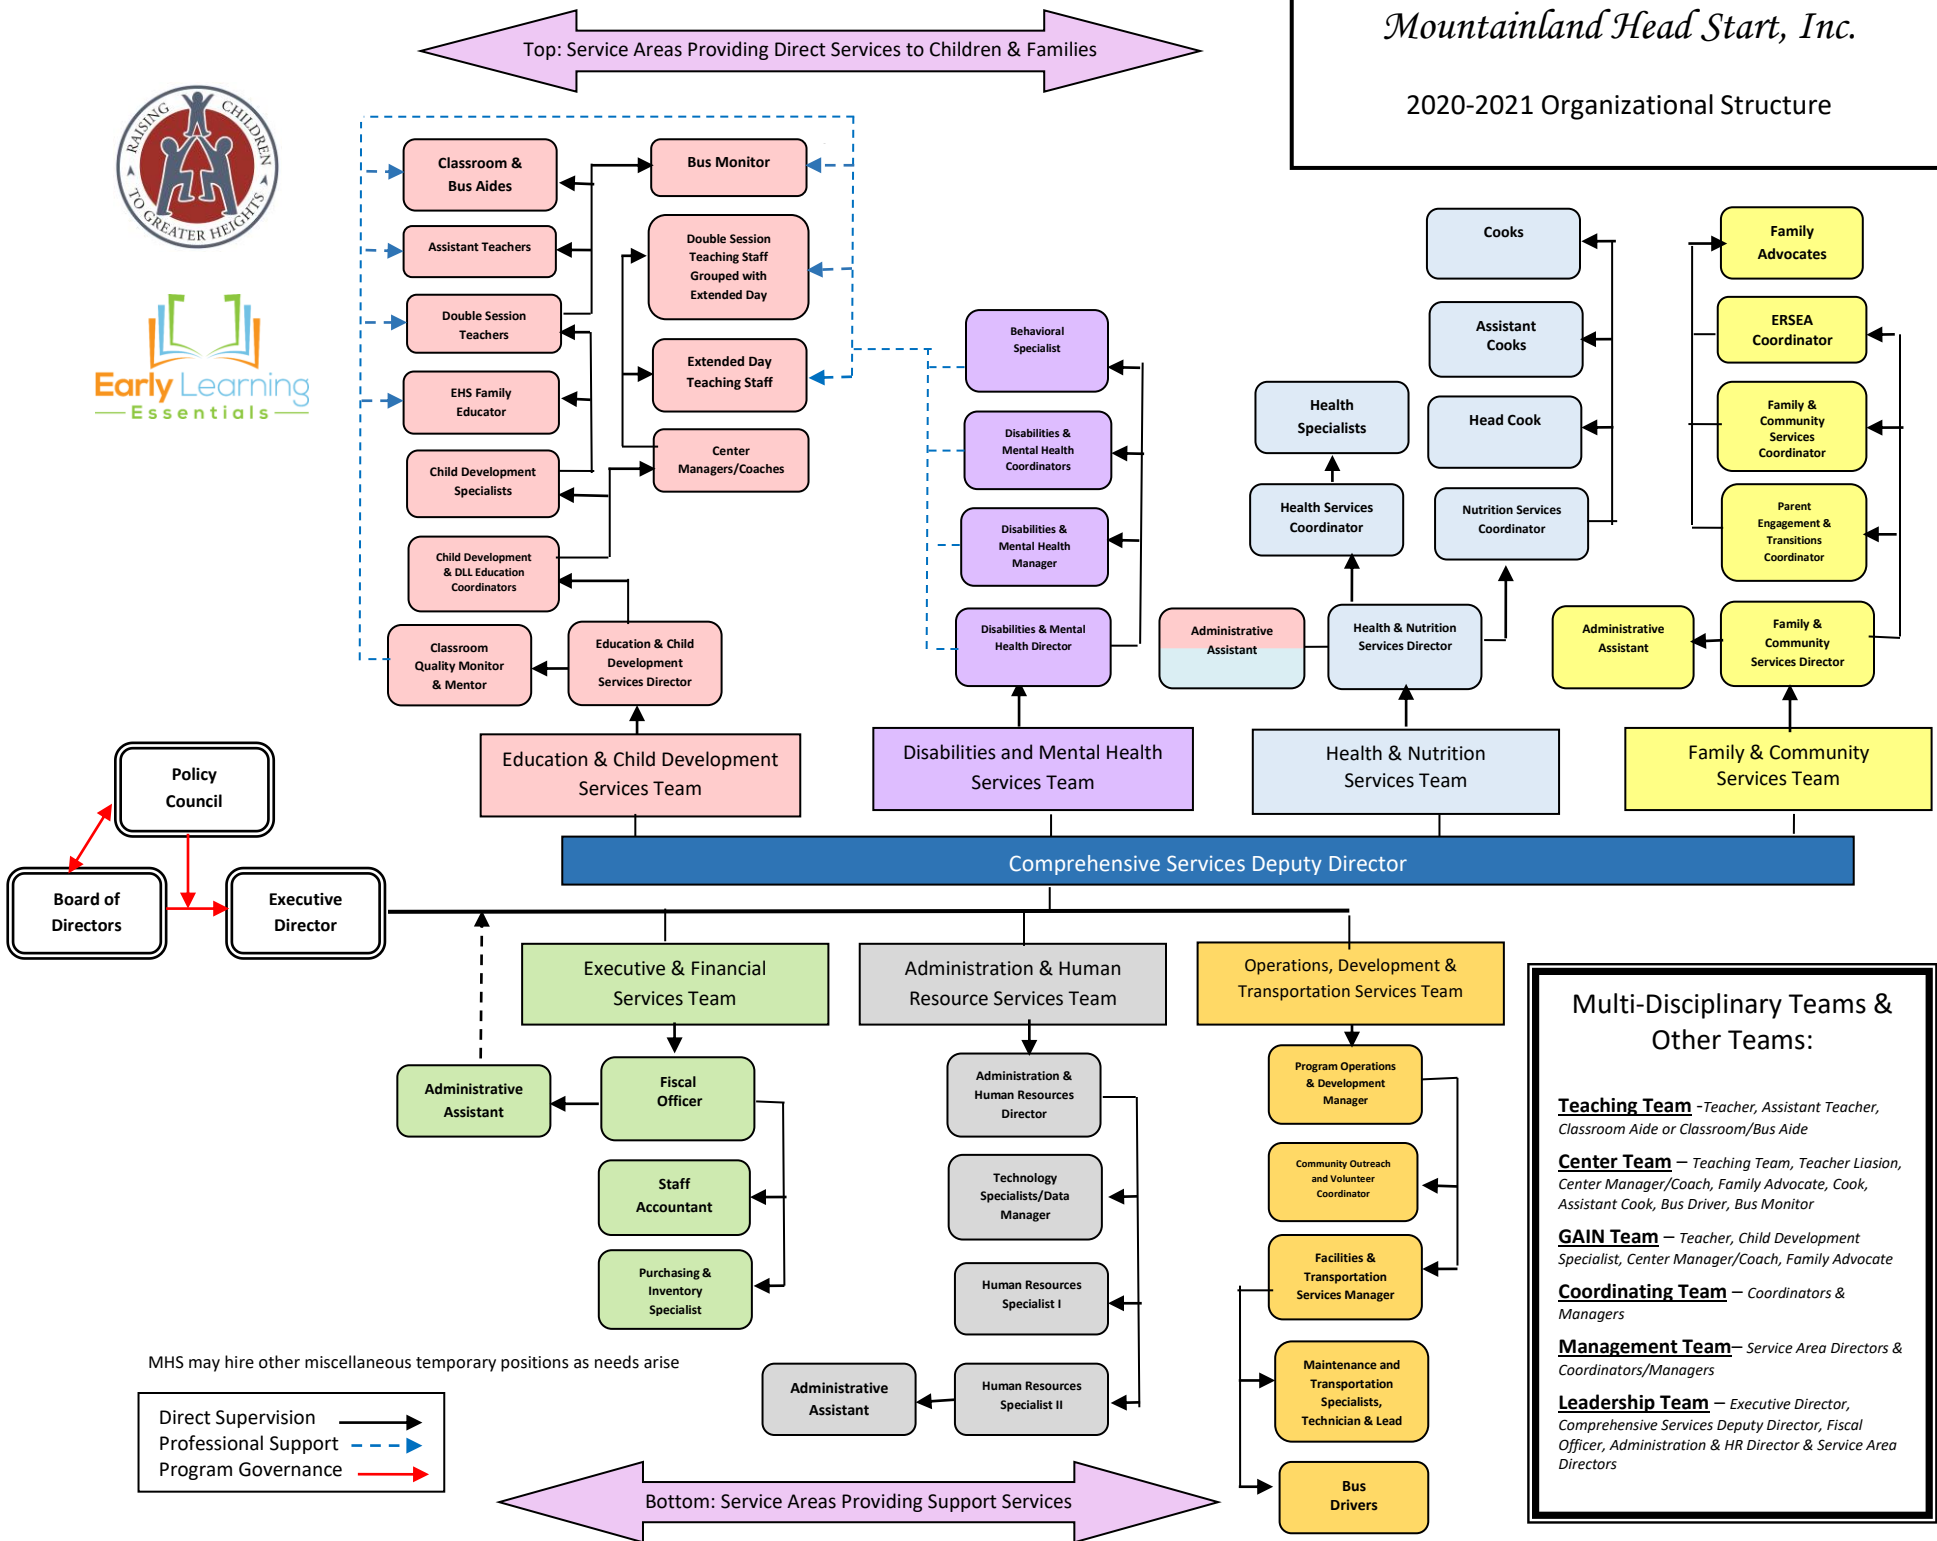 Top: Service Areas Providing Direct Services to Children & Families
Mountainland Head Start, Inc.
2020-2021 Organizational Structure
RAISING CHILDREN
TO GREATER HEIGHTS
Early Learning
Essentials
Classroom &
Bus Aides
Bus Monitor
Assistant Teachers
Double Session
Teaching Staff
Grouped with
Extended Day
Double Session
Teachers
Extended Day
Teaching Staff
EHS Family
Educator
Center
Managers/Coaches
Child Development
Specialists
Child Development
& DLL Education
Coordinators
Classroom
Quality Monitor
& Mentor
Education & Child
Development
Services Director
Behavioral
Specialist
Disabilities &
Mental Health
Coordinators
Disabilities &
Mental Health
Manager
Disabilities & Mental
Health Director
Cooks
Assistant
Cooks
Health
Specialists
Head Cook
Health Services
Coordinator
Nutrition Services
Coordinator
Administrative
Assistant
Health & Nutrition
Services Director
Family
Advocates
ERSEA
Coordinator
Family &
Community
Services
Coordinator
Parent
Engagement &
Transitions
Coordinator
Administrative
Assistant
Family &
Community
Services Director
Education & Child Development
Services Team
Disabilities and Mental Health
Services Team
Health & Nutrition
Services Team
Family & Community
Services Team
Policy
Council
Board of
Directors
Executive
Director
Comprehensive Services Deputy Director
Executive & Financial
Services Team
Administration & Human
Resource Services Team
Operations, Development &
Transportation Services Team
Administrative
Assistant
Fiscal
Officer
Staff
Accountant
Purchasing &
Inventory
Specialist
Administration &
Human Resources
Director
Technology
Specialists/Data
Manager
Human Resources
Specialist I
Administrative
Assistant
Human Resources
Specialist II
Program Operations
& Development
Manager
Community Outreach
and Volunteer
Coordinator
Facilities &
Transportation
Services Manager
Maintenance and
Transportation
Specialists,
Technician & Lead
Bus
Drivers
Multi-Disciplinary Teams &
Other Teams:
Teaching Team -Teacher, Assistant Teacher,
Classroom Aide or Classroom/Bus Aide
Center Team – Teaching Team, Teacher Liasion,
Center Manager/Coach, Family Advocate, Cook,
Assistant Cook, Bus Driver, Bus Monitor
GAIN Team – Teacher, Child Development
Specialist, Center Manager/Coach, Family Advocate
Coordinating Team – Coordinators &
Managers
Management Team– Service Area Directors &
Coordinators/Managers
Leadership Team – Executive Director,
Comprehensive Services Deputy Director, Fiscal
Officer, Administration & HR Director & Service Area
Directors
MHS may hire other miscellaneous temporary positions as needs arise
Direct Supervision
Professional Support
Program Governance
Bottom: Service Areas Providing Support Services